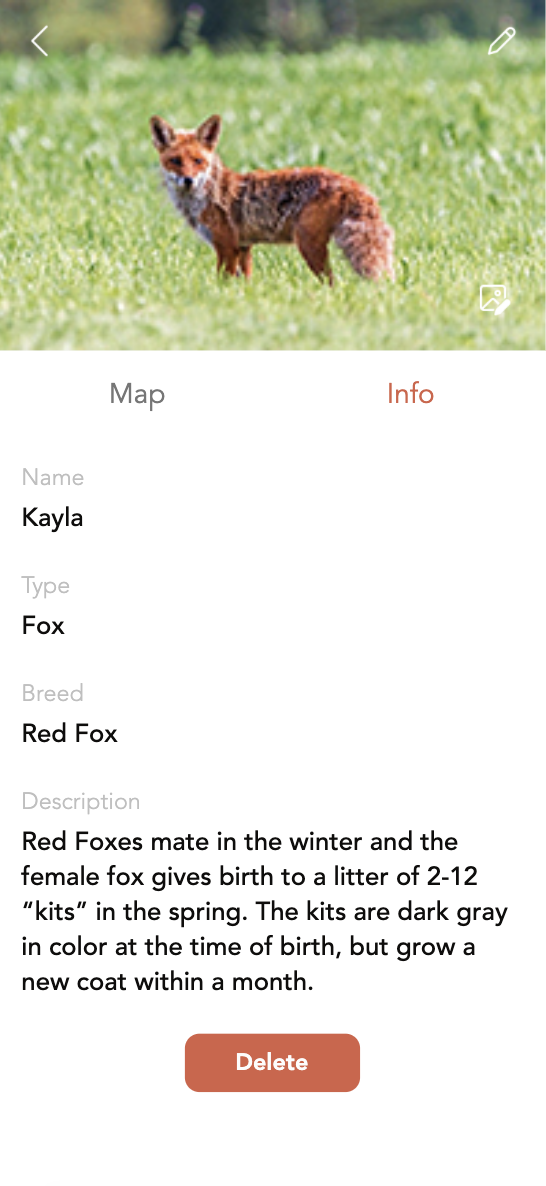 Map
Info
Name
Kayla
Type
Fox
Breed
Red Fox
Description
Red Foxes mate in the winter and the
female fox gives birth to a litter of 2-12
“kits” in the spring. The kits are dark gray
in color at the time of birth, but grow a
new coat within a month.
Delete